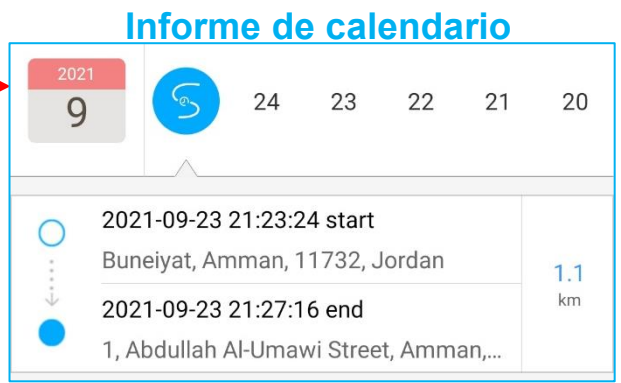 Informe de calendario
2021
9
24 23 22 21 20
2021-09-23 21:23:24 start
Buneiyat, Amman, 11732, Jordan
1.1
km
2021-09-23 21:27:16 end
1, Abdullah Al-Umawi Street, Amman,...